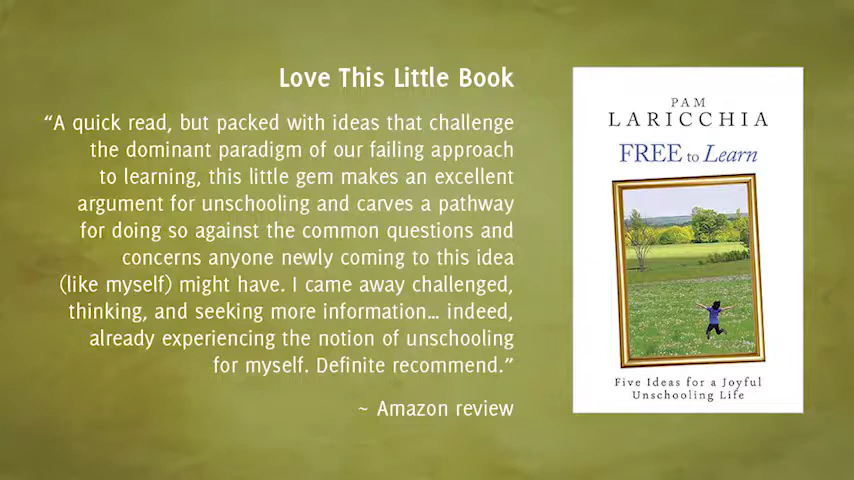 Love This Little Book
“A quick read, but packed with ideas that challenge
the dominant paradigm of our failing approach
to learning, this little gem makes an excellent
argument for unschooling and carves a pathway
for doing so against the common questions and
concerns anyone newly coming to this idea
(like myself) might have. I came away challenged,
thinking, and seeking more information... indeed,
already experiencing the notion of unschooling
for myself. Definite recommend.”
~ Amazon review
PAM
LARICCHIA
FREE to Learn
Five Ideas for a Joyful
Unschooling Life